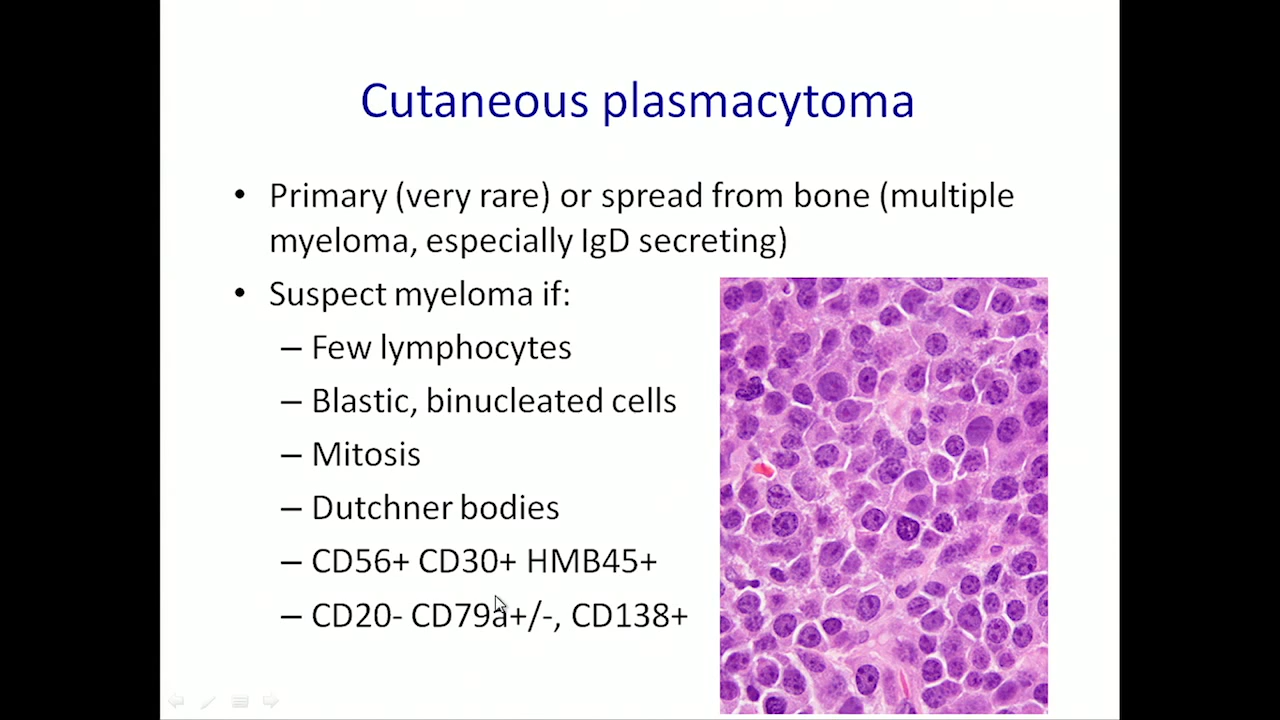 Cutaneous plasmacytoma
• Primary (very rare) or spread from bone (multiple
myeloma, especially IgD secreting)
• Suspect myeloma if:
– Few lymphocytes
– Blastic, binucleated cells
– Mitosis
– Dutchner bodies
– CD56+ CD30+ HMB45+
– CD20- CD79a+/-, CD138+